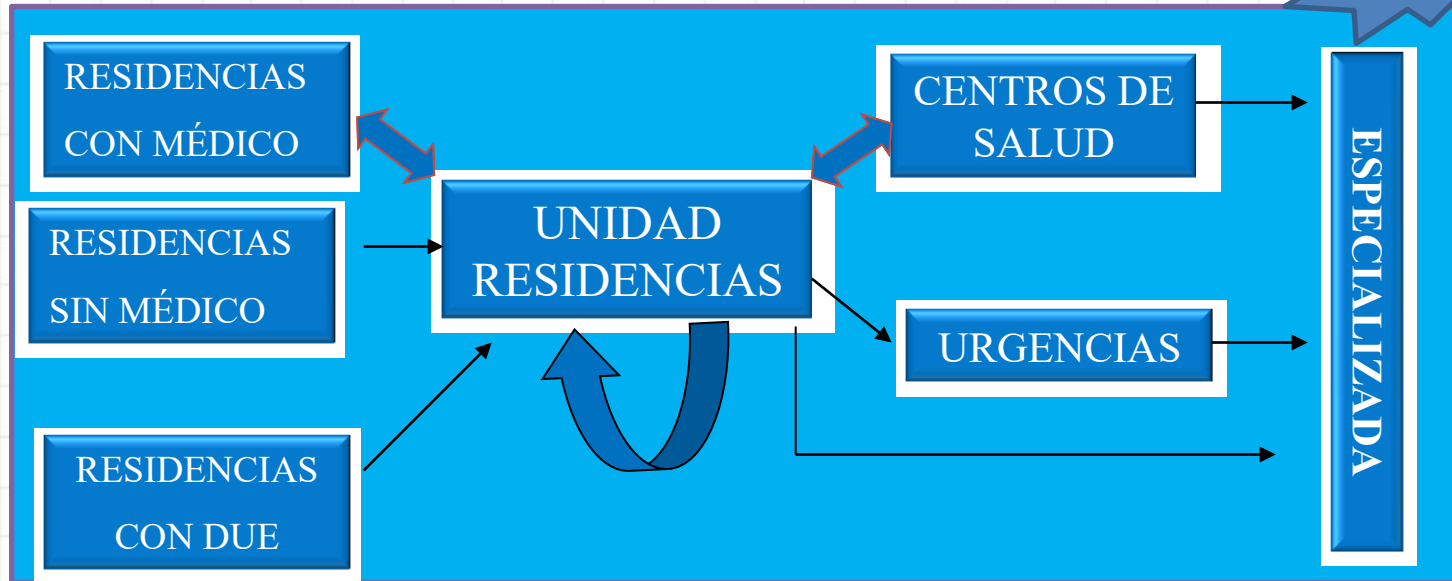 RESIDENCIAS
CON MÉDICO
RESIDENCIAS
SIN MÉDICO
RESIDENCIAS
CON DUE
UNIDAD
RESIDENCIAS
CENTROS DE
SALUD
URGENCIAS
ESPECIALIZADA